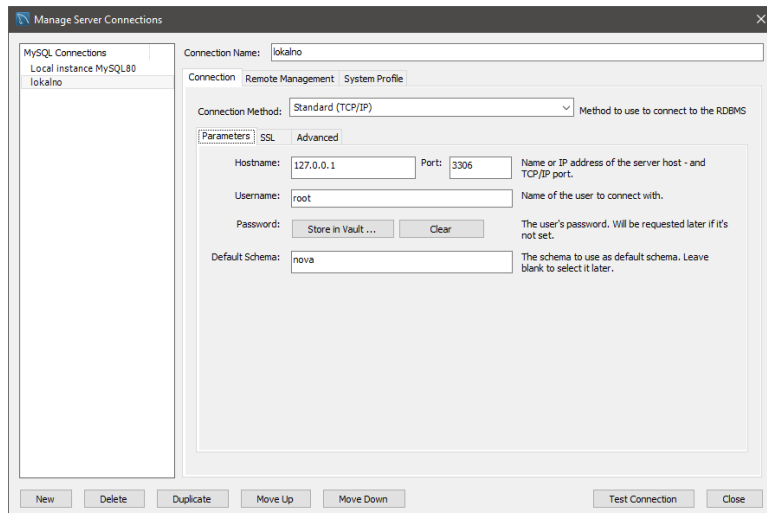 Manage Server Connections
MySQL Connections
Local instance MySQL80
lokalno
Connection Name: lokalno
Connection Remote Management System Profile
Connection Method: Standard (TCP/IP) Method to use to connect to the RDBMS
Parameters SSL Advanced
Hostname: 127.0.0.1 Port: 3306 Name or IP address of the server host - and
TCP/IP port.
Username: root Name of the user to connect with.
Password: Store in Vault ... Clear The user's password. Will be requested later if it's
not set.
Default Schema: nova The schema to use as default schema. Leave
blank to select it later.
New Delete Duplicate Move Up Move Down Test Connection Close